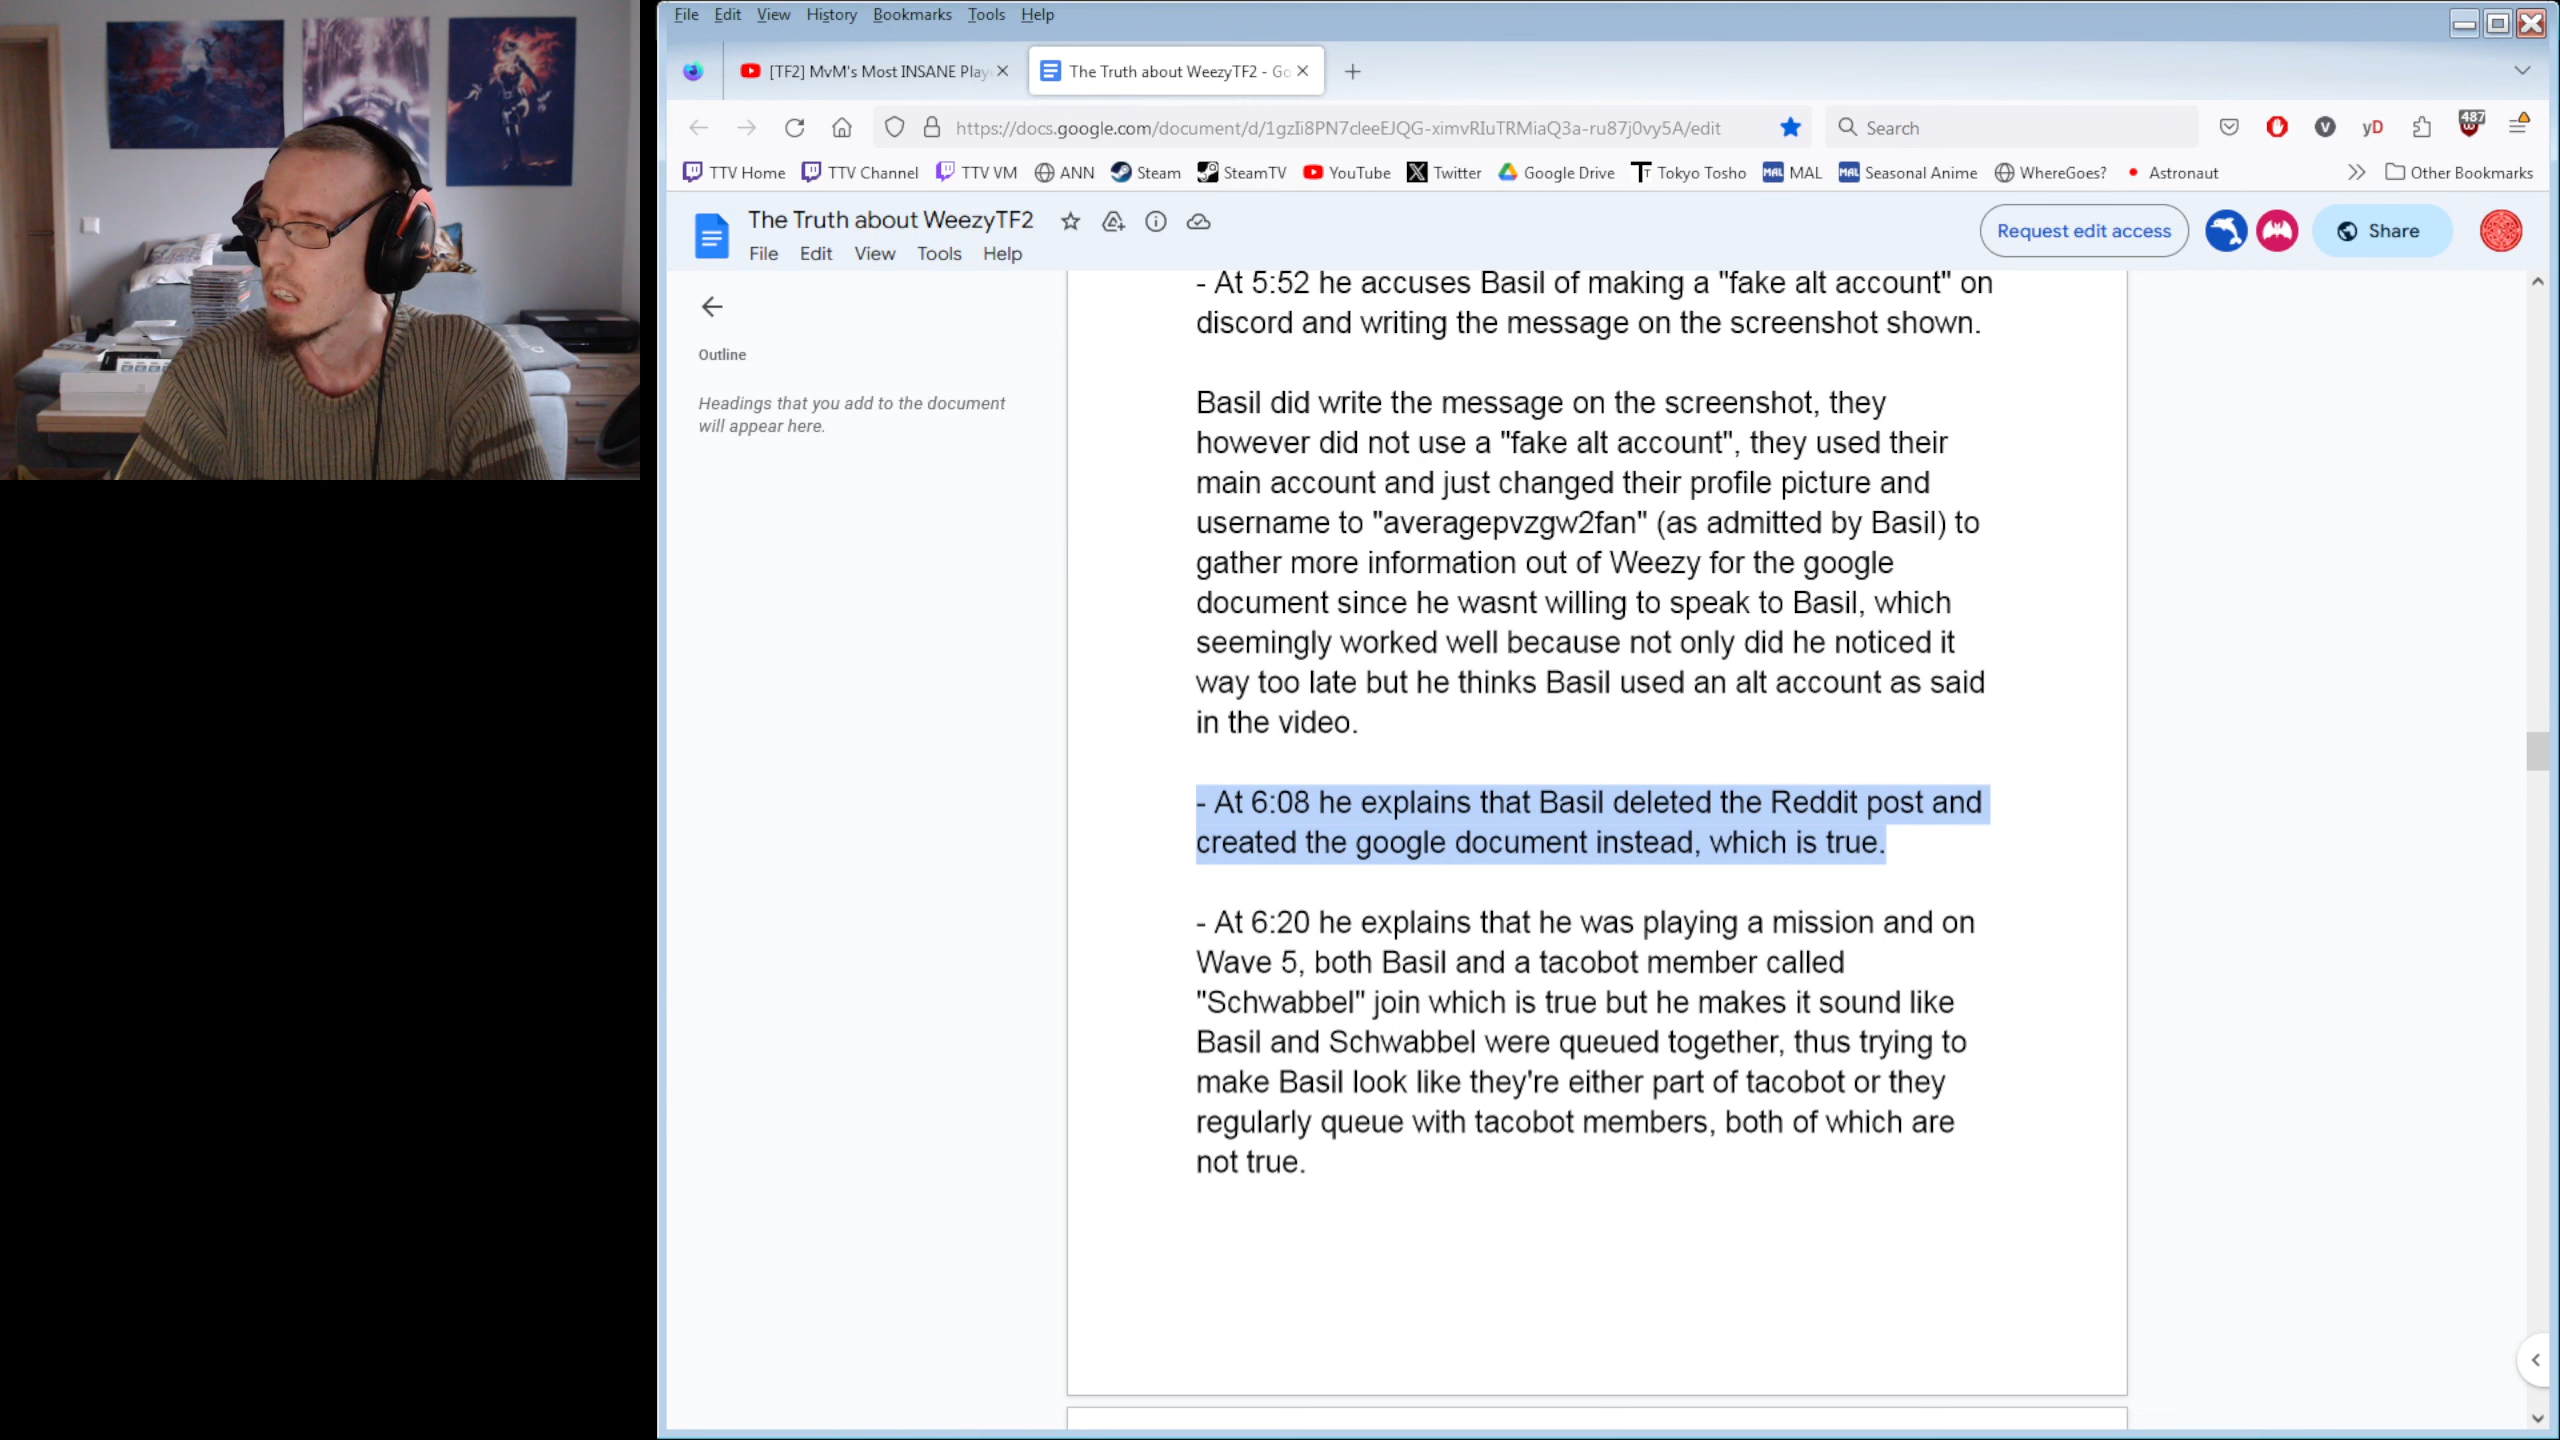 File Edit View History Bookmarks Tools Help
[TF2] MvM's Most INSANE Play
The Truth about WeezyTF2 - Go
https://docs.google.com/document/d/1gzIi8PN7cleeEJQG-ximvRIuTRMiaQ3a-ru87j0vy5A/edit
Search
V
yD
487
TTV Home TTV Channel TTV VM ANN Steam SteamTV YouTube Twitter Google Drive Tokyo Tosho MAL Seasonal Anime WhereGoes? Astronaut Other Bookmarks
The Truth about WeezyTF2
Request edit access
Share
File Edit View Tools Help
Outline
Headings that you add to the document
will appear here.
- At 5:52 he accuses Basil of making a "fake alt account" on
discord and writing the message on the screenshot shown.
Basil did write the message on the screenshot, they
however did not use a "fake alt account", they used their
main account and just changed their profile picture and
username to "averagepvzgw2fan" (as admitted by Basil) to
gather more information out of Weezy for the google
document since he wasnt willing to speak to Basil, which
seemingly worked well because not only did he noticed it
way too late but he thinks Basil used an alt account as said
in the video.
- At 6:08 he explains that Basil deleted the Reddit post and
created the google document instead, which is true.
- At 6:20 he explains that he was playing a mission and on
Wave 5, both Basil and a tacobot member called
"Schwabbel" join which is true but he makes it sound like
Basil and Schwabbel were queued together, thus trying to
make Basil look like they're either part of tacobot or they
regularly queue with tacobot members, both of which are
not true.